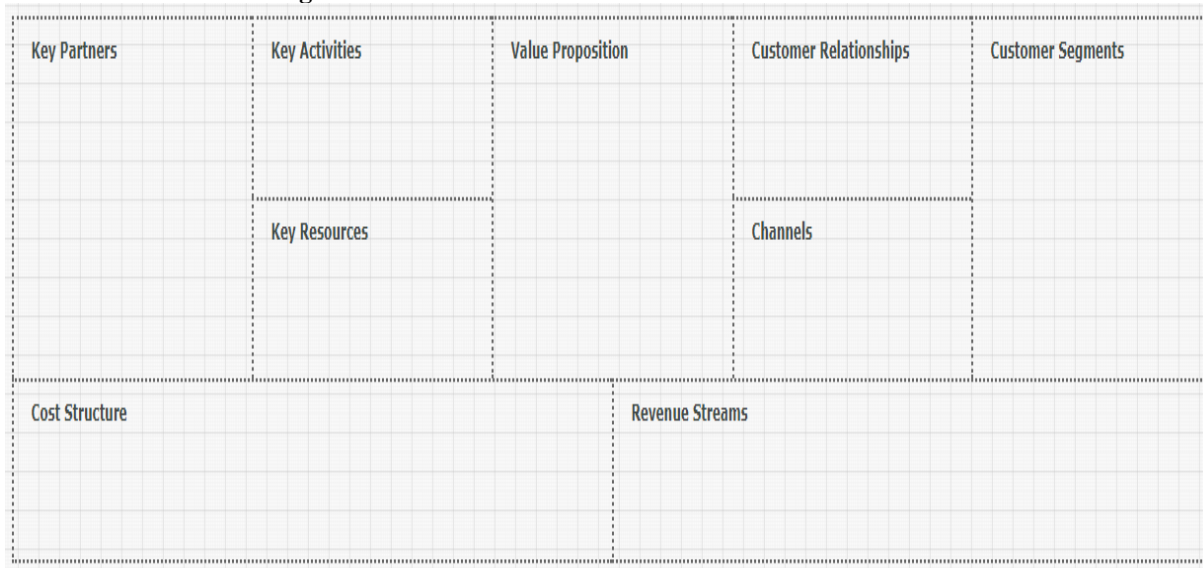 Key Partners
Key Activities
Value Proposition
Customer Relationships
Customer Segments
Key Resources
Channels
Cost Structure
Revenue Streams